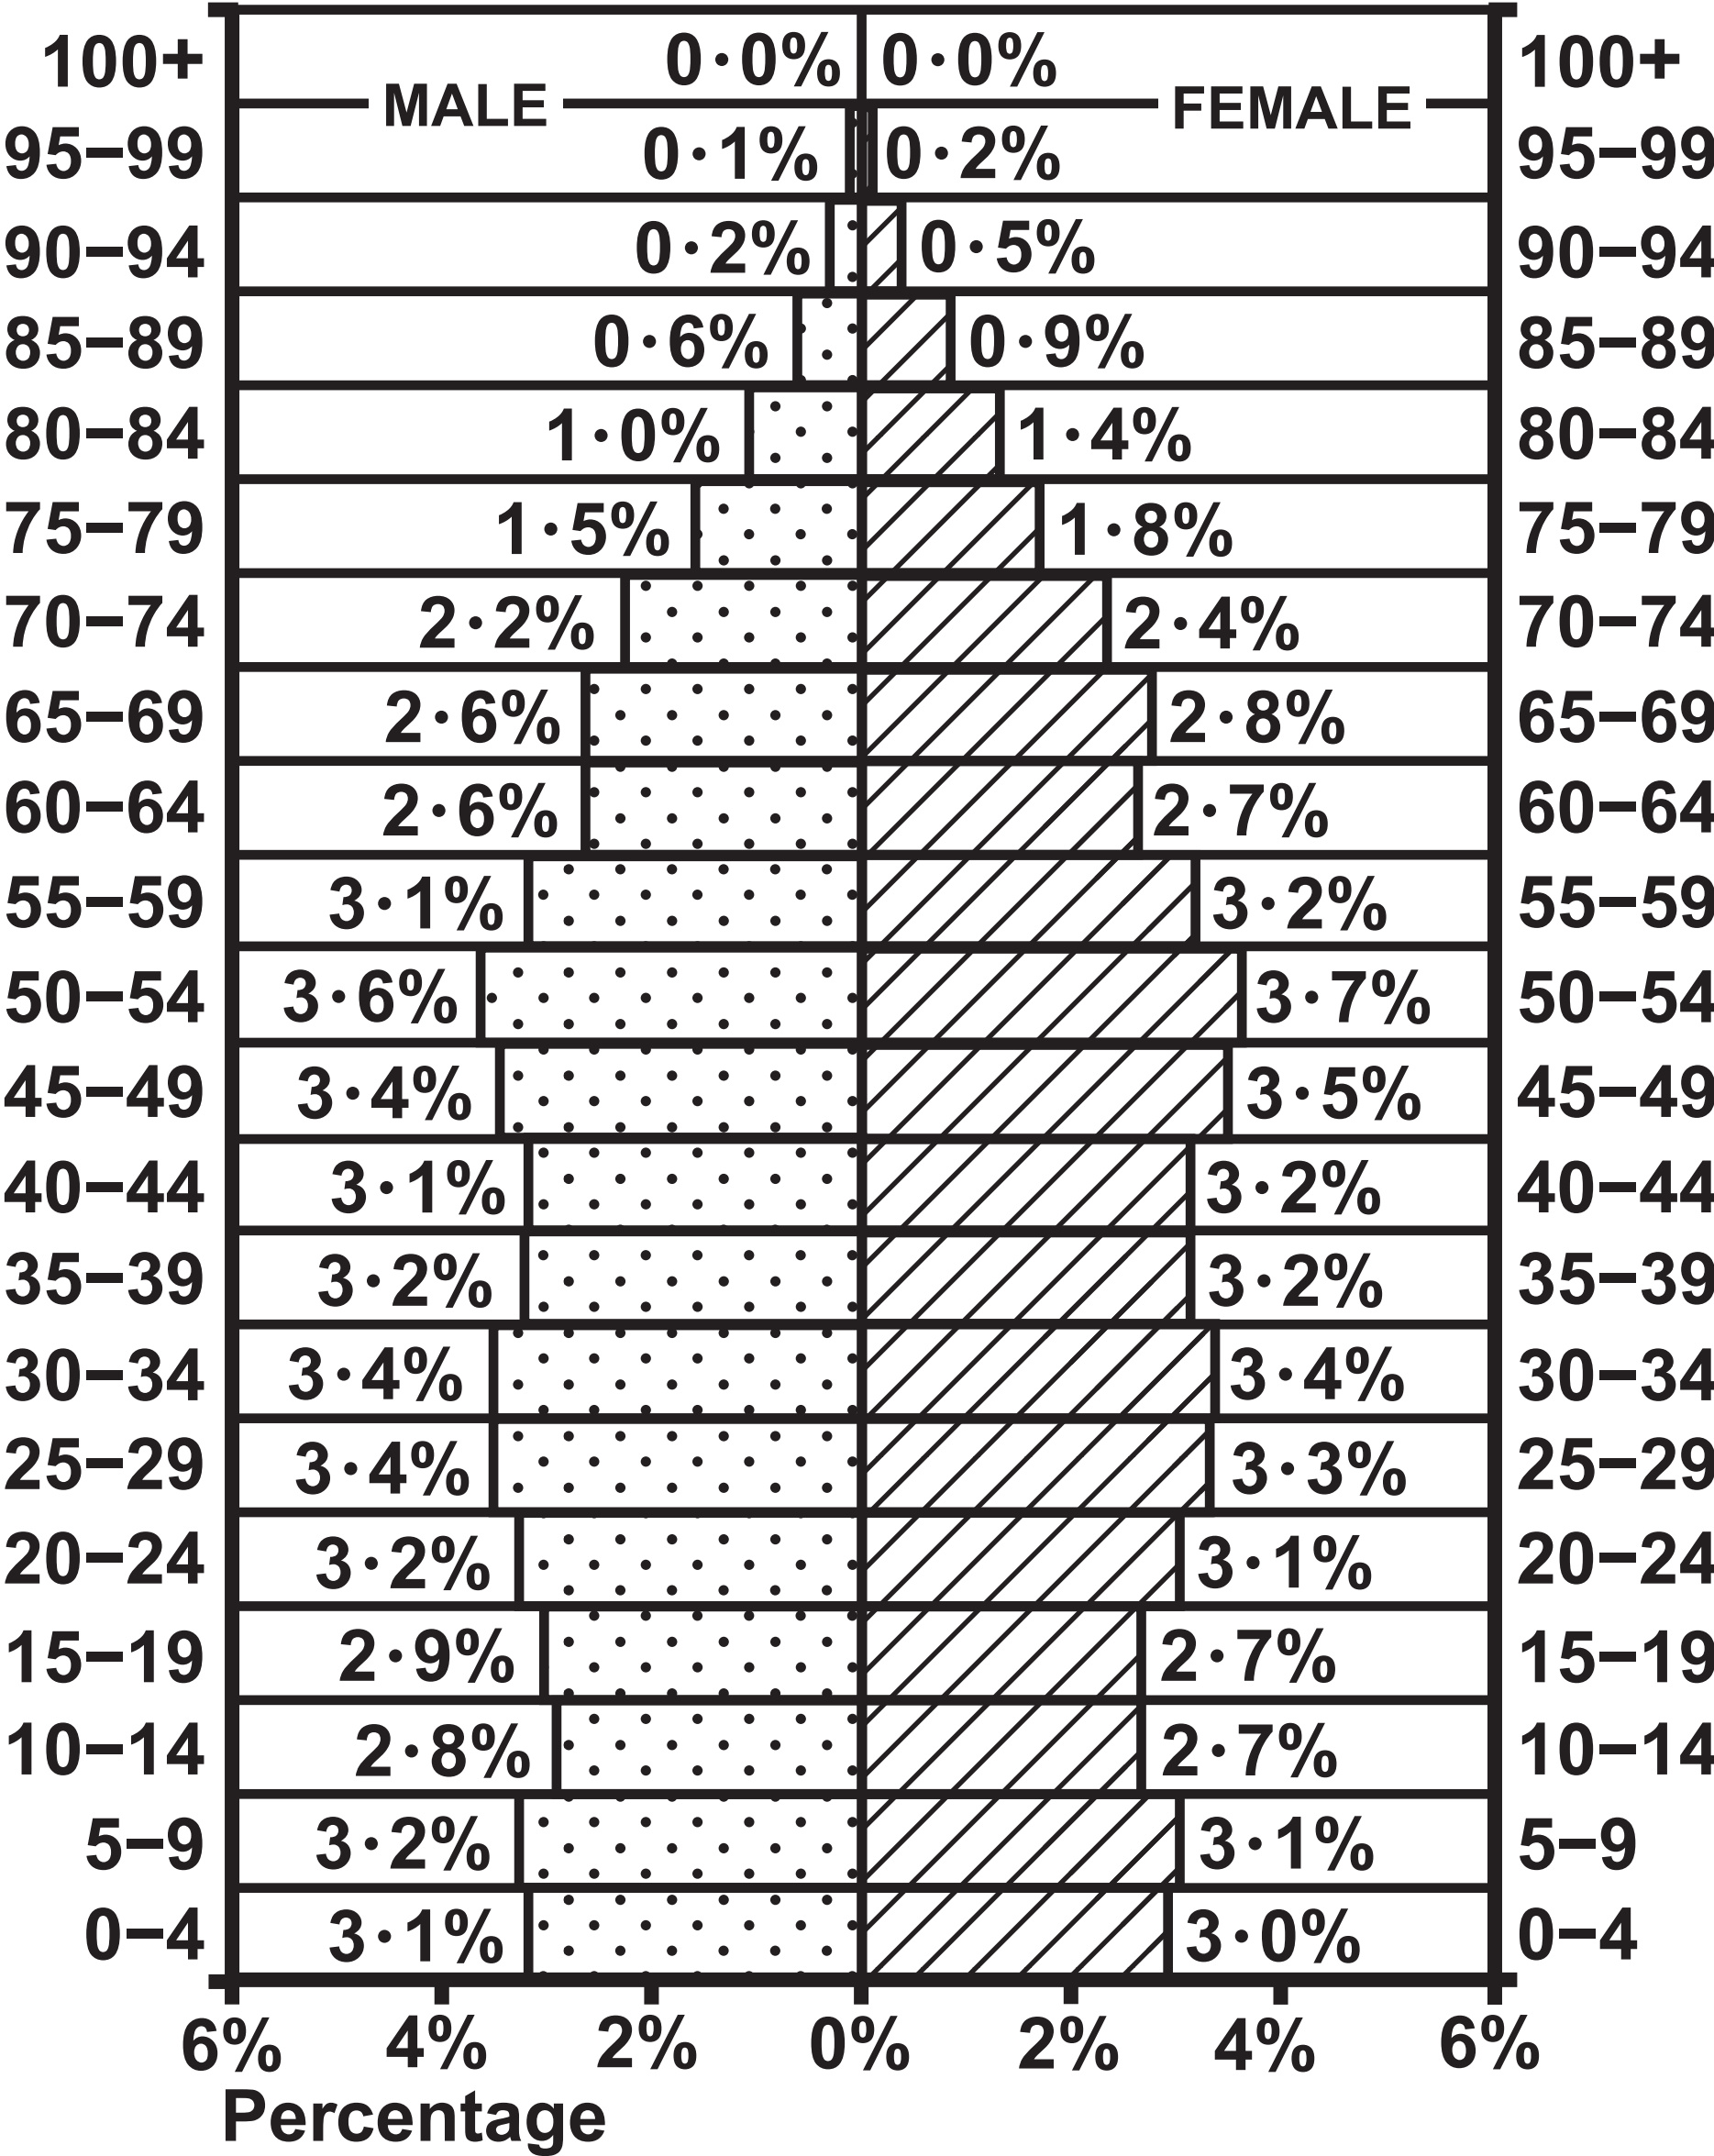 100+ 0·0% 0·0% 100+
MALE FEMALE
95–99 0·1% 0·2% 95–99
90–94 0·2% 0·5% 90–94
85–89 0·6% 0·9% 85–89
80–84 1·0% 1·4% 80–84
75–79 1·5% 1·8% 75–79
70–74 2·2% 2·4% 70–74
65–69 2·6% 2·8% 65–69
60–64 2·6% 2·7% 60–64
55–59 3·1% 3·2% 55–59
50–54 3·6% 3·7% 50–54
45–49 3·4% 3·5% 45–49
40–44 3·1% 3·2% 40–44
35–39 3·2% 3·2% 35–39
30–34 3·4% 3·4% 30–34
25–29 3·4% 3·3% 25–29
20–24 3·2% 3·1% 20–24
15–19 2·9% 2·7% 15–19
10–14 2·8% 2·7% 10–14
5–9 3·2% 3·1% 5–9
0–4 3·1% 3·0% 0–4
6% 4% 2% 0% 2% 4% 6%
Percentage